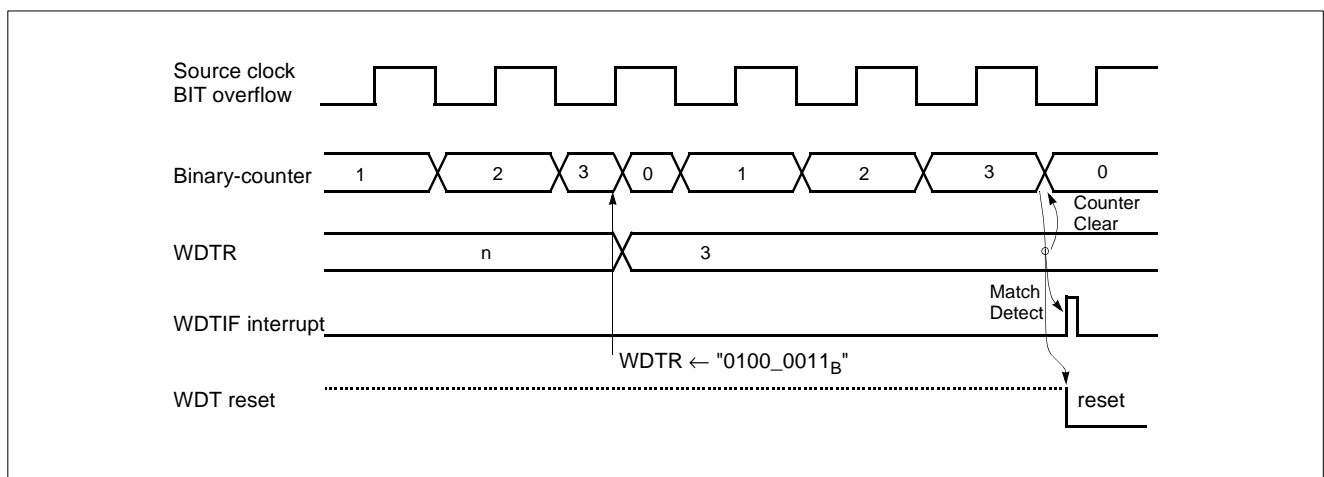 Source clock
BIT overflow
Binary-counter
1 2 3 0 1 2 3 0
Counter
Clear
WDTR
n 3
Match
Detect
WDTIF interrupt
WDTR ← "0100_0011B"
WDT reset
reset